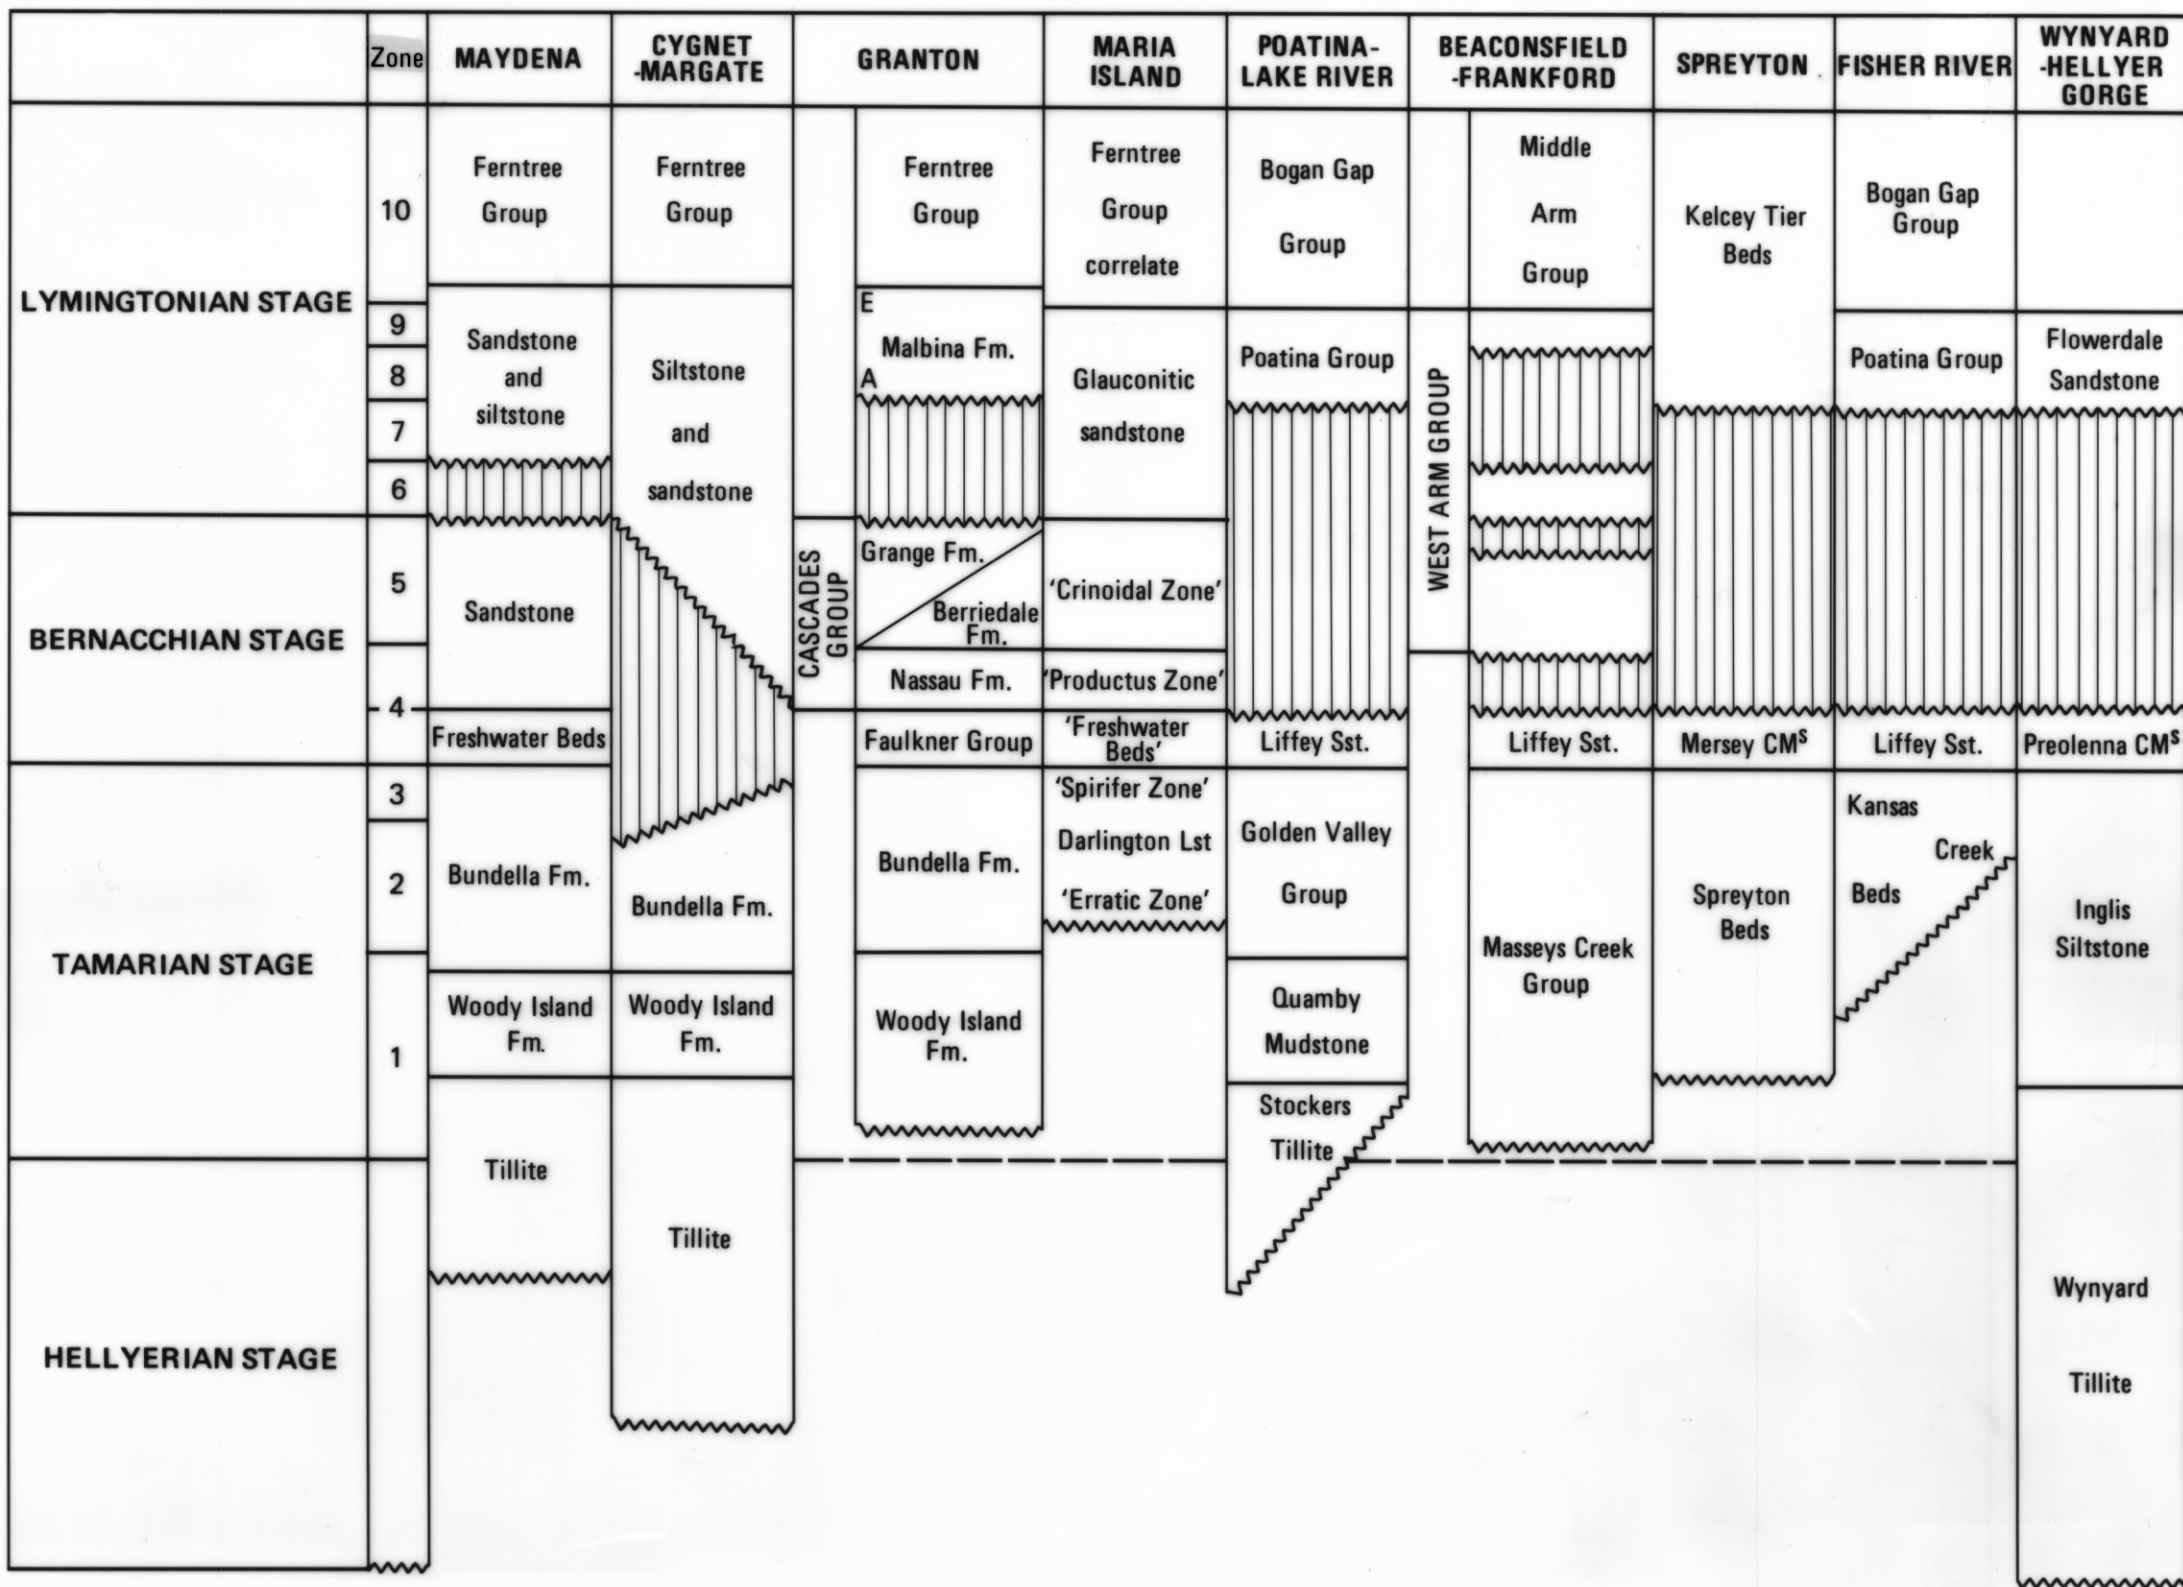 Zone
MAYDENA
CYGNET
-MARGATE
GRANTON
MARIA
ISLAND
POATINA-
LAKE RIVER
BEACONSFIELD
-FRANKFORD
SPREYTON
FISHER RIVER
WYNYARD
-HELLYER
GORGE
LYMINGTONIAN STAGE
BERNACCHIAN STAGE
TAMARIAN STAGE
HELLYERIAN STAGE
10
9
8
7
6
5
4
3
2
1
Ferntree
Group
Sandstone
and
siltstone
Sandstone
Freshwater Beds
Bundella Fm.
Woody Island
Fm.
Tillite
Ferntree
Group
Siltstone
and
sandstone
Bundella Fm.
Woody Island
Fm.
Tillite
CASCADES
GROUP
Ferntree
Group
E
Malbina Fm.
A
Grange Fm.
Berriedale
Fm.
Nassau Fm.
Faulkner Group
Bundella Fm.
Woody Island
Fm.
Ferntree
Group
correlate
Glauconitic
sandstone
'Crinoidal Zone'
'Productus Zone'
'Freshwater
Beds'
'Spirifer Zone'
Darlington Lst
'Erratic Zone'
Bogan Gap
Group
Poatina Group
Liffey Sst.
Golden Valley
Group
Quamby
Mudstone
Stockers
Tillite
WEST ARM GROUP
Middle
Arm
Group
Liffey Sst.
Masseys Creek
Group
Kelcey Tier
Beds
Mersey CMS
Spreyton
Beds
Bogan Gap
Group
Poatina Group
Liffey Sst.
Kansas
Creek
Beds
Flowerdale
Sandstone
Preolenna CMS
Inglis
Siltstone
Wynyard
Tillite